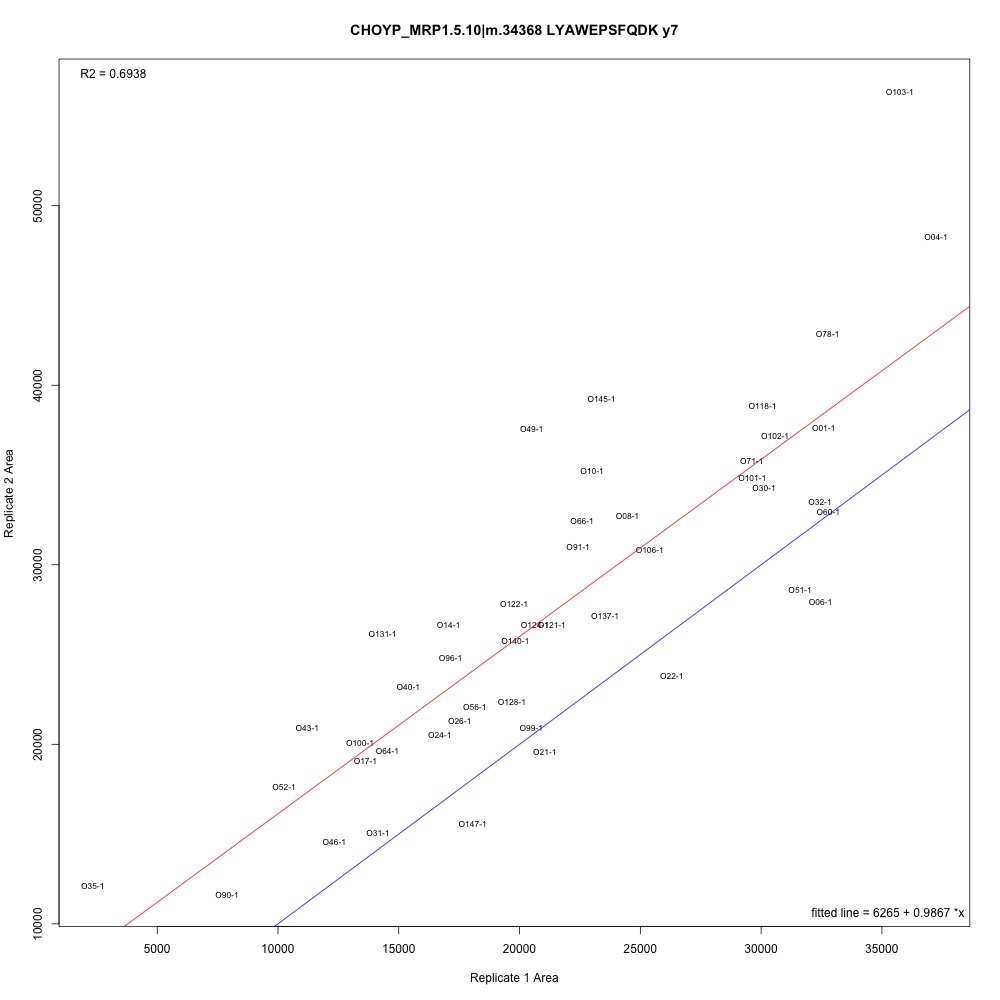 CHOYP_MRP1.5.10|m.34368 LYAWEPSFQDK y7
R2 = 0.6938
O103-1
O04-1
O78-1
O145-1
O118-1
O49-1
O01-1
O102-1
O71-1
O10-1
O101-1
O30-1
O32-1
O60-1
O08-1
O66-1
O91-1
O106-1
O51-1
O06-1
O122-1
O137-1
O14-1
O121-1
O131-1
O140-1
O96-1
O22-1
O40-1
O128-1
O56-1
O26-1
O43-1
O99-1
O24-1
O100-1
O64-1
O21-1
O17-1
O52-1
O147-1
O31-1
O46-1
O35-1
O90-1
fitted line = 6265 + 0.9867 *x
10000
20000
30000
40000
50000
Replicate 2 Area
5000 10000 15000 20000 25000 30000 35000
Replicate 1 Area